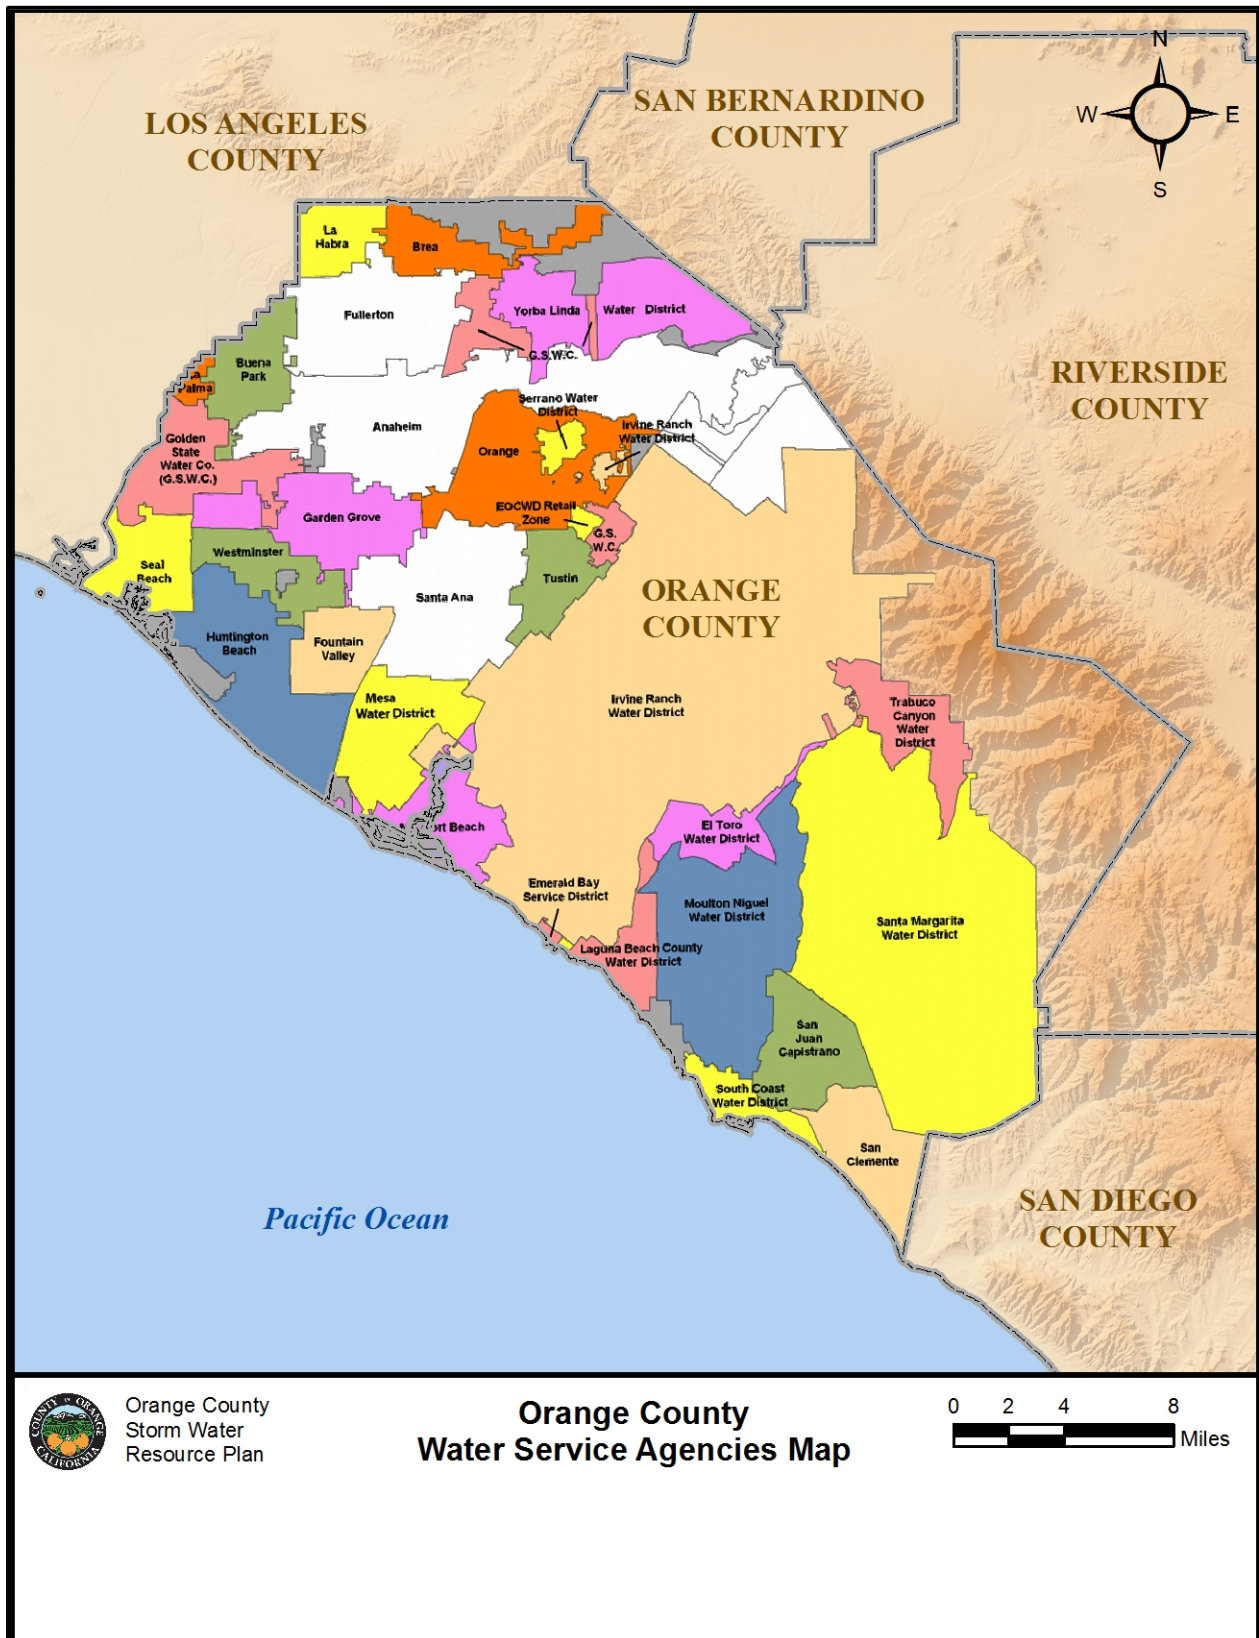 N
W
E
S
LOS ANGELES
COUNTY
SAN BERNARDINO
COUNTY
RIVERSIDE
COUNTY
La
Habra
Brea
Fullerton
Yorba Linda
Water District
G.S.W.C.
Buena
Park
Palma
Anaheim
Serrano Water
District
Irvine Ranch
Water District
Orange
Golden
State
Water Co.
(G.S.W.C.)
Garden Grove
EOCWD Retail
Zone
G.S.
W.C.
Westminster
Seal
Beach
Tustin
Santa Ana
ORANGE
COUNTY
Huntington
Beach
Fountain
Valley
Mesa
Water District
Irvine Ranch
Water District
Trabuco
Canyon
Water
District
ort Beach
El Toro
Water District
Emerald Bay
Service District
Moulton Niguel
Water District
Santa Margarita
Water District
Laguna Beach County
Water District
San
Juan
Capistrano
South Coast
Water District
San
Clemente
Pacific Ocean
SAN DIEGO
COUNTY
COUNTY OF ORANGE
CALIFORNIA
Orange County
Storm Water
Resource Plan
Orange County
Water Service Agencies Map
0 2 4 8
Miles